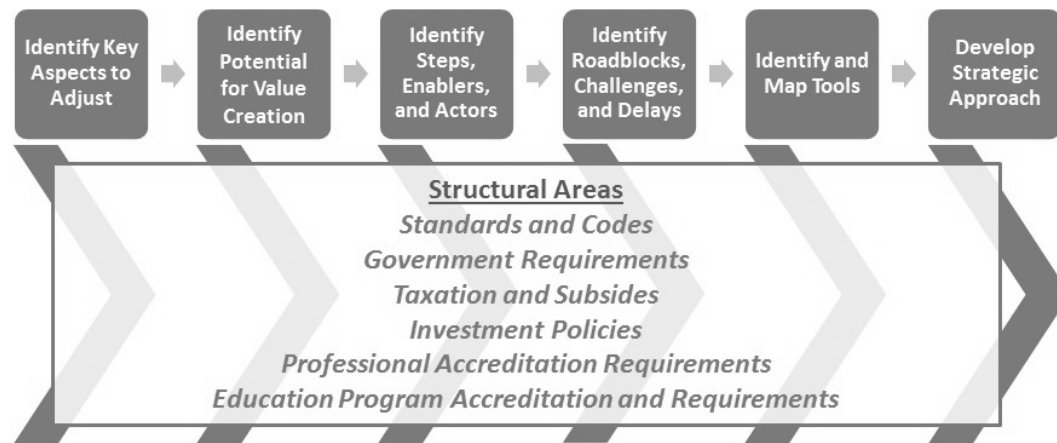 Identify Key
Aspects to
Adjust
Identify
Potential
for Value
Creation
Identify
Steps,
Enablers,
and Actors
Identify
Roadblocks,
Challenges,
and Delays
Identify and
Map Tools
Develop
Strategic
Approach
Structural Areas
Standards and Codes
Government Requirements
Taxation and Subsides
Investment Policies
Professional Accreditation Requirements
Education Program Accreditation and Requirements